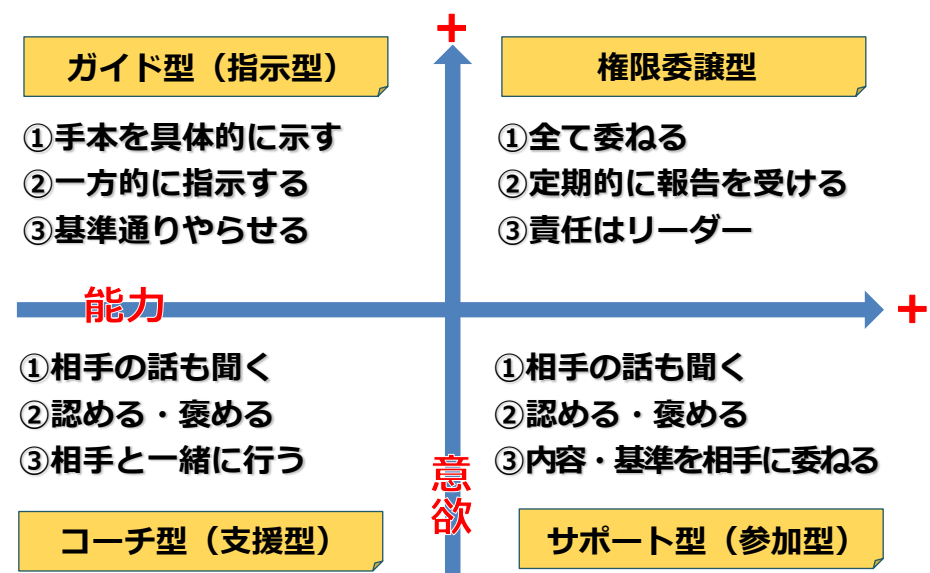 +
ガイド型（指示型）
①手本を具体的に示す
②一方的に指示する
③基準通りやらせる
権限委譲型
①全て委ねる
②定期的に報告を受ける
③責任はリーダー
能力
+
①相手の話も聞く
②認める・褒める
③相手と一緒に行う
コーチ型（支援型）
意欲
①相手の話も聞く
②認める・褒める
③内容・基準を相手に委ねる
サポート型（参加型）